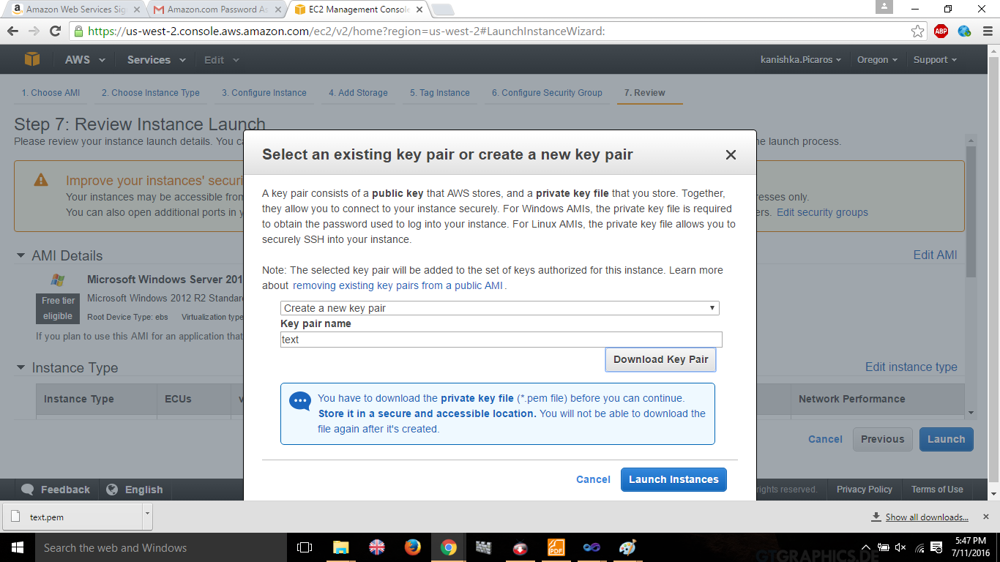 Amazon Web Services Sig
Amazon.com Password As
EC2 Management Console
https://us-west-2.console.aws.amazon.com/ec2/v2/home?region=us-west-2#LaunchInstanceWizard:
ABP
AWS Services Edit
kanishka.Picaros Oregon Support
1. Choose AMI 2. Choose Instance Type 3. Configure Instance 4. Add Storage 5. Tag Instance 6. Configure Security Group 7. Review
Step 7: Review Instance Launch
Please review your instance launch details. You ca
he launch process.
Improve your instances' securi
Your instances may be accessible from
resses only.
You can also open additional ports in y
ers. Edit security groups
AMI Details
Edit AMI
Microsoft Windows Server 201
Free tier
eligible
Microsoft Windows 2012 R2 Standar
Root Device Type: ebs Virtualization type
If you plan to use this AMI for an application that
Instance Type
Edit instance type
Instance Type ECUs v
Network Performance
Cancel Previous Launch
Select an existing key pair or create a new key pair
A key pair consists of a public key that AWS stores, and a private key file that you store. Together,
they allow you to connect to your instance securely. For Windows AMIs, the private key file is required
to obtain the password used to log into your instance. For Linux AMIs, the private key file allows you to
securely SSH into your instance.
Note: The selected key pair will be added to the set of keys authorized for this instance. Learn more
about removing existing key pairs from a public AMI.
Create a new key pair
Key pair name
text
Download Key Pair
You have to download the private key file (*.pem file) before you can continue.
Store it in a secure and accessible location. You will not be able to download the
file again after it's created.
Cancel Launch Instances
Feedback English
rights reserved. Privacy Policy Terms of Use
text.pem
Show all downloads...
Search the web and Windows
PDF
5:47 PM
7/11/2016
GTGRAPHICS.DE